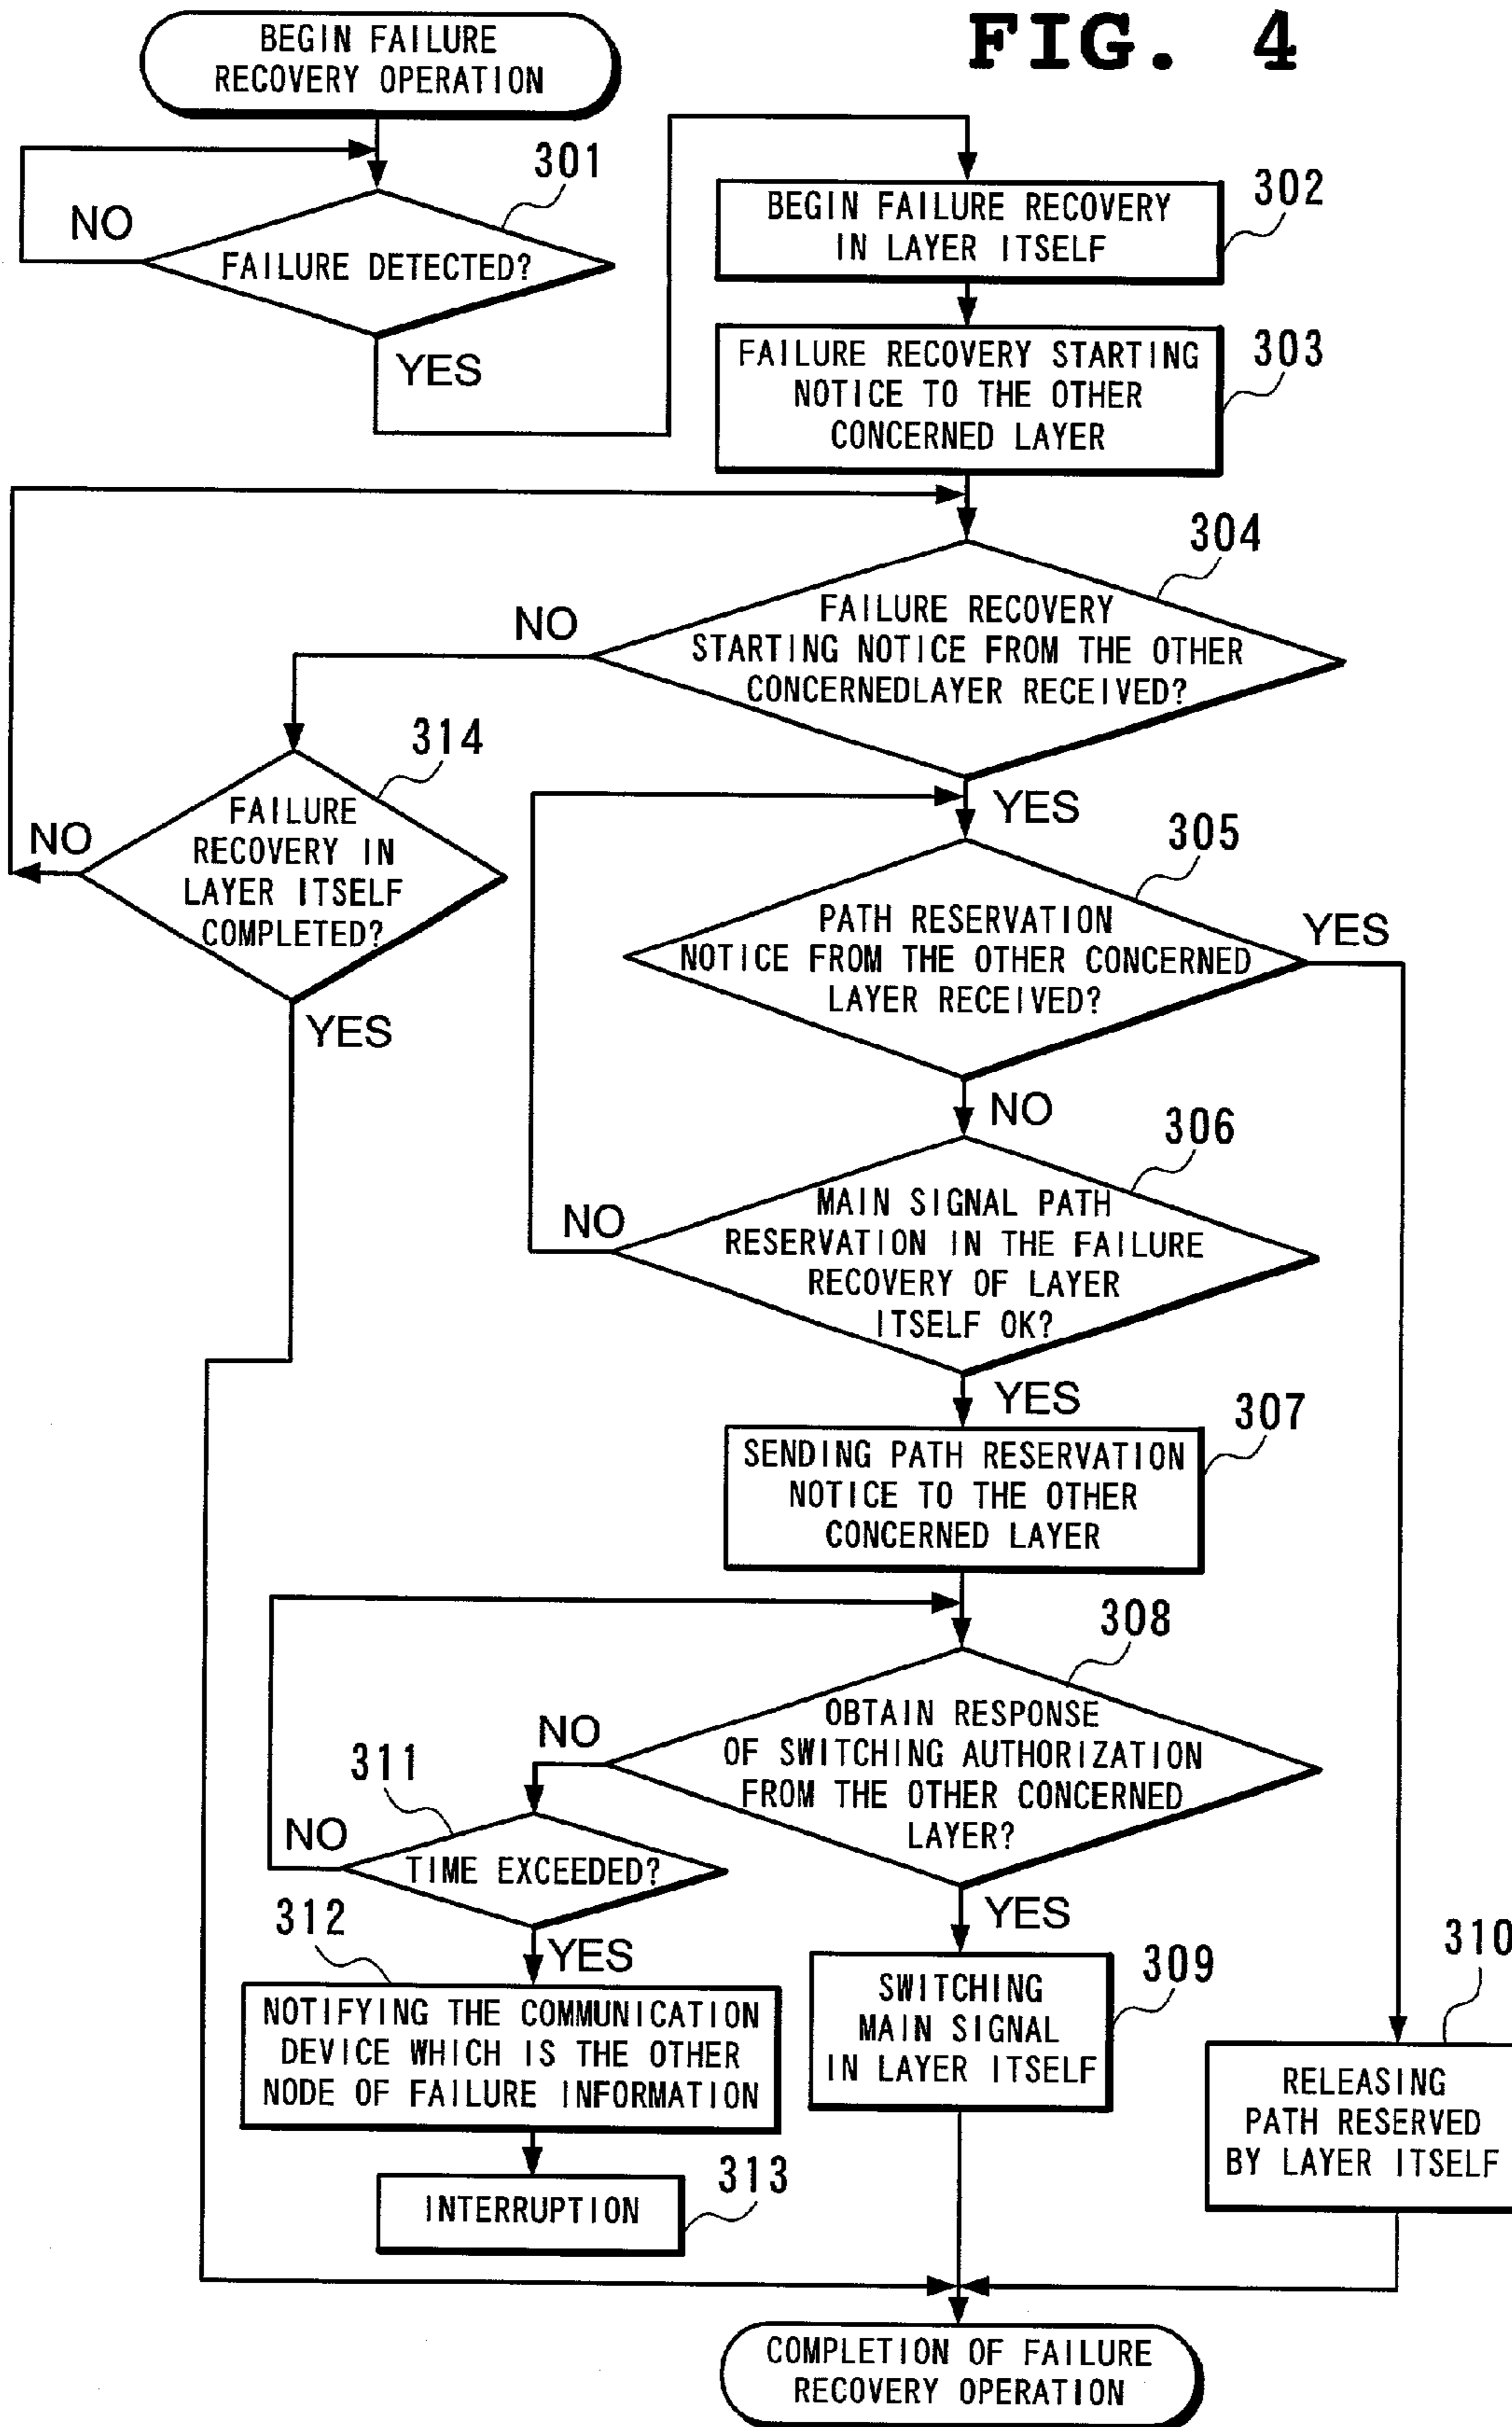 FIG. 4
BEGIN FAILURE
RECOVERY OPERATION
301
NO
FAILURE DETECTED?
YES
302
BEGIN FAILURE RECOVERY
IN LAYER ITSELF
303
FAILURE RECOVERY STARTING
NOTICE TO THE OTHER
CONCERNED LAYER
304
NO
FAILURE RECOVERY
STARTING NOTICE FROM THE OTHER
CONCERNEDLAYER RECEIVED?
YES
314
NO
FAILURE
RECOVERY IN
LAYER ITSELF
COMPLETED?
YES
305
PATH RESERVATION
NOTICE FROM THE OTHER CONCERNED
LAYER RECEIVED?
YES
NO
306
NO
MAIN SIGNAL PATH
RESERVATION IN THE FAILURE
RECOVERY OF LAYER
ITSELF OK?
YES
307
SENDING PATH RESERVATION
NOTICE TO THE OTHER
CONCERNED LAYER
308
NO
OBTAIN RESPONSE
OF SWITCHING AUTHORIZATION
FROM THE OTHER CONCERNED
LAYER?
YES
311
NO
TIME EXCEEDED?
YES
312
NOTIFYING THE COMMUNICATION
DEVICE WHICH IS THE OTHER
NODE OF FAILURE INFORMATION
313
INTERRUPTION
309
SWITCHING
MAIN SIGNAL
IN LAYER ITSELF
310
RELEASING
PATH RESERVED
BY LAYER ITSELF
COMPLETION OF FAILURE
RECOVERY OPERATION